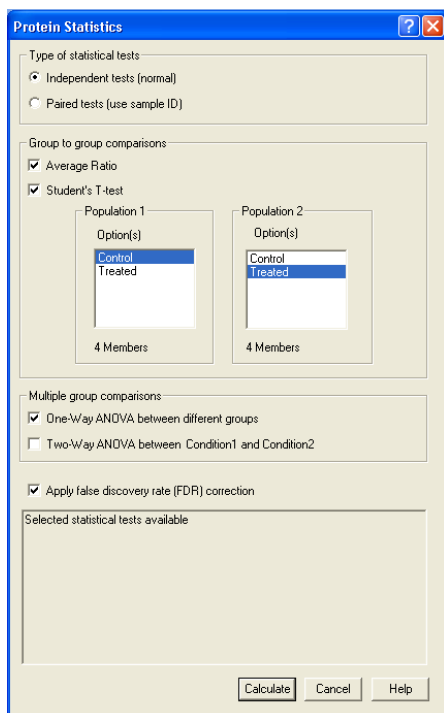 Protein Statistics
Type of statistical tests
Independent tests (normal)
Paired tests (use sample ID)
Group to group comparisons
Average Ratio
Student's T-test
Population 1
Population 2
Option(s)
Option(s)
Control
Treated
Control
Treated
4 Members
4 Members
Multiple group comparisons
One-Way ANOVA between different groups
Two-Way ANOVA between Condition1 and Condition2
Apply false discovery rate (FDR) correction
Selected statistical tests available
Calculate Cancel Help